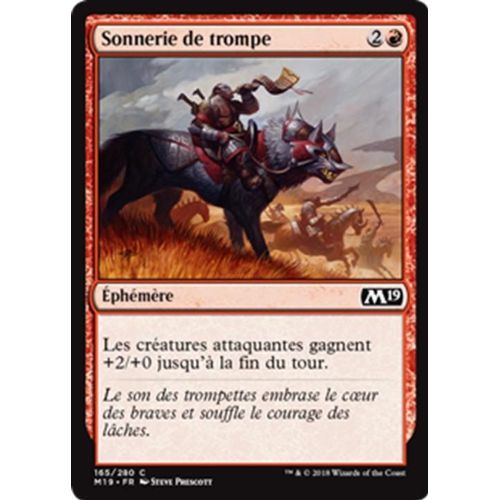 Sonnerie de trompe 2
Éphémère
M19
Les créatures attaquantes gagnent
+2/+0 jusqu'à la fin du tour.
Le son des trompettes embrase le cœur
des braves et souffle le courage des
lâches.
165/280 C
M19 • FR Steve Prescott
™ & © 2018 Wizards of the Coast